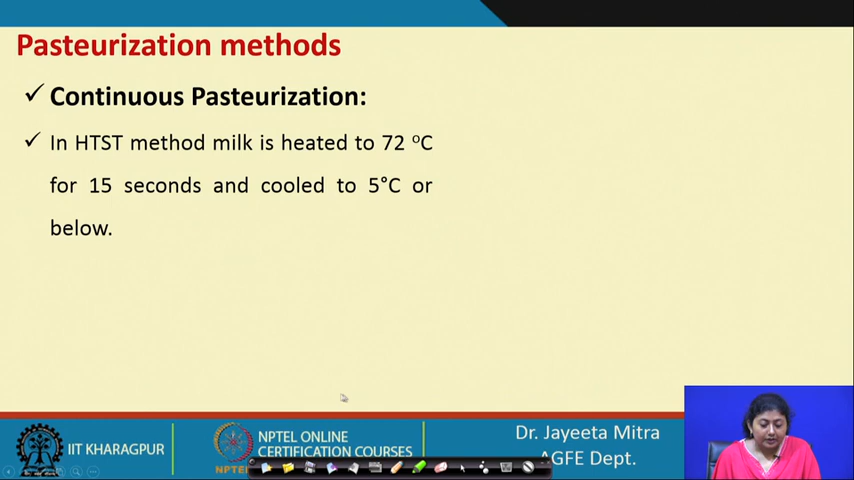 Pasteurization methods
✓ Continuous Pasteurization:
✓ In HTST method milk is heated to 72 ºC
for 15 seconds and cooled to 5°C or
below.
IIT KHARAGPUR
NPTEL ONLINE
CERTIFICATION COURSES
NPTEL
Dr. Jayeeta Mitra
AGFE Dept.